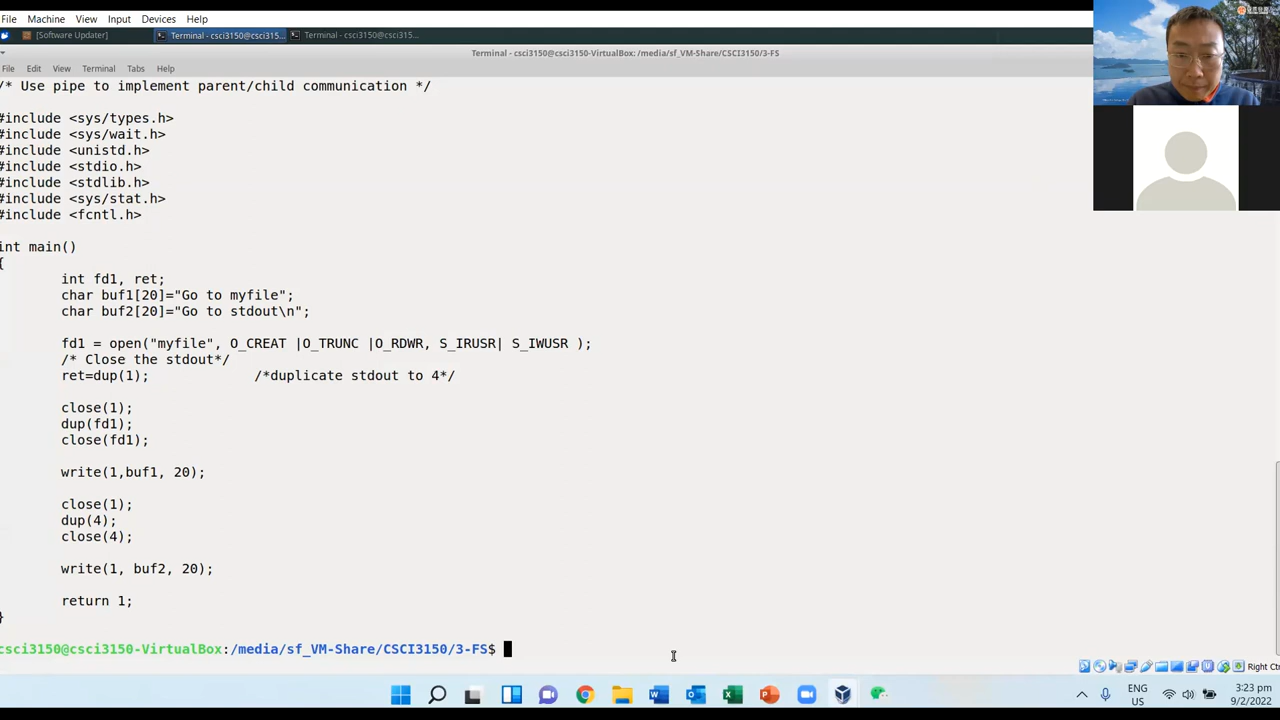 File Machine View Input Devices Help
[Software Updater] Terminal - csci3150@csci315... Terminal - csci3150@csci315...
Terminal - csci3150@csci3150-VirtualBox: /media/sf_VM-Share/CSCI3150/3-FS
File Edit View Terminal Tabs Help
/* Use pipe to implement parent/child communication */
#include <sys/types.h>
#include <sys/wait.h>
#include <unistd.h>
#include <stdio.h>
#include <stdlib.h>
#include <sys/stat.h>
#include <fcntl.h>
int main()
{
int fd1, ret;
char buf1[20]="Go to myfile";
char buf2[20]="Go to stdout\n";
fd1 = open("myfile", O_CREAT |O_TRUNC |O_RDWR, S_IRUSR| S_IWUSR );
/* Close the stdout*/
ret=dup(1); /*duplicate stdout to 4*/
close(1);
dup(fd1);
close(fd1);
write(1,buf1, 20);
close(1);
dup(4);
close(4);
write(1, buf2, 20);
return 1;
}
csci3150@csci3150-VirtualBox:/media/sf_VM-Share/CSCI3150/3-FS$
Right Ctr
ENG
US
3:23 pm
9/2/2022